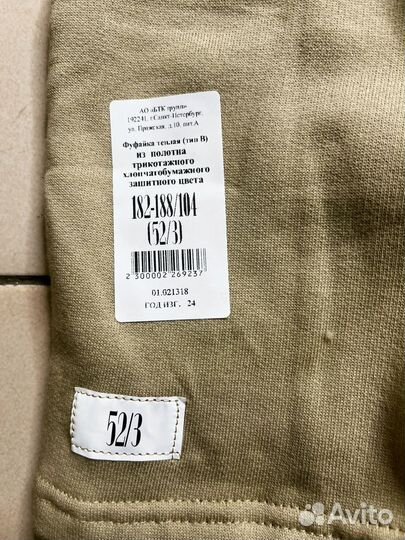 АО «БТК групп»
192241, г.Санкт-Петербург,
ул. Пражская, д.10, лит.А
Фуфайка теплая (тип В)
из полотна
трикотажного
хлопчатобумажного
защитного цвета
182-188/104
(52/3)
2 300002 269237
01.021318
ГОД ИЗГ. 24
52/3
Avito